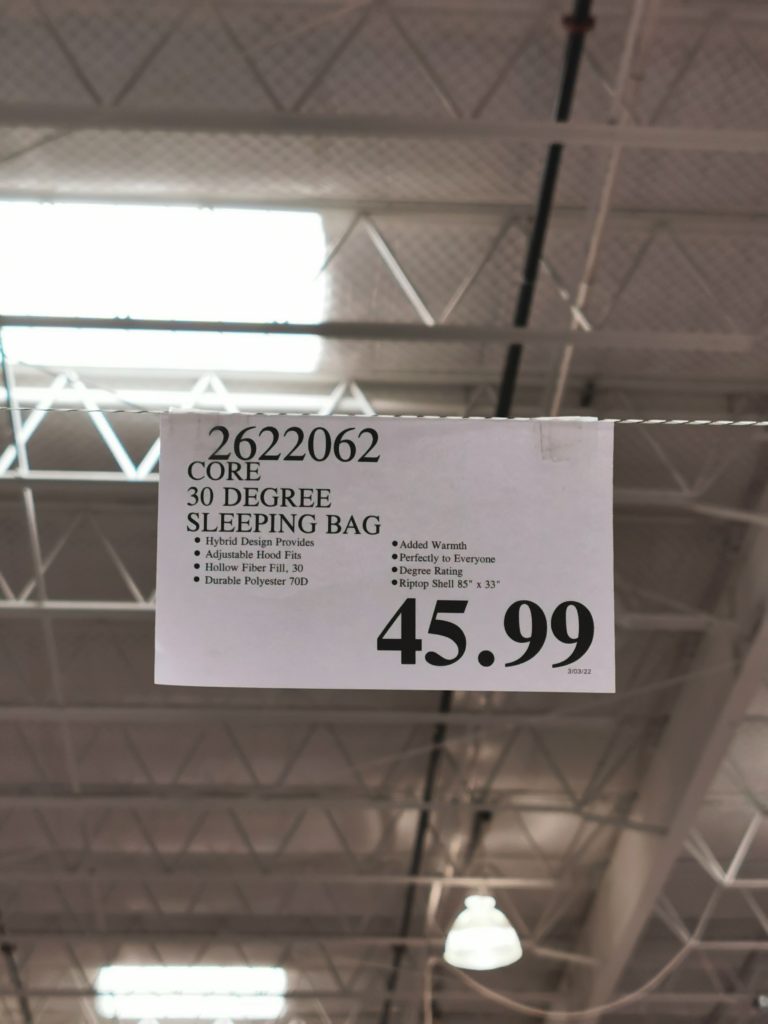 2622062
CORE
30 DEGREE
SLEEPING BAG
• Hybrid Design Provides
• Adjustable Hood Fits
• Hollow Fiber Fill, 30
• Durable Polyester 70D
• Added Warmth
• Perfectly to Everyone
• Degree Rating
• Riptop Shell 85" x 33"
45.99
3/03/22